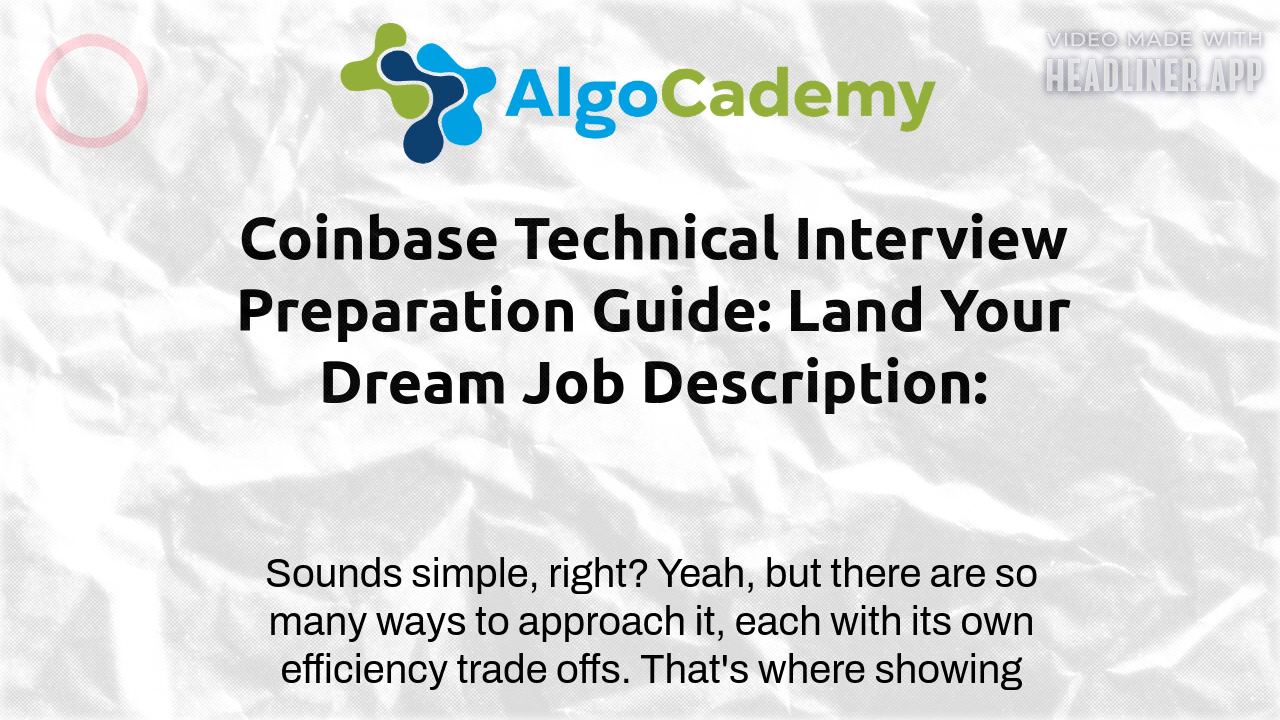 VIDEO MADE WITH
HEADLINER.APP
AlgoCademy
Coinbase Technical Interview
Preparation Guide: Land Your
Dream Job Description:
Sounds simple, right? Yeah, but there are so
many ways to approach it, each with its own
efficiency trade offs. That's where showing